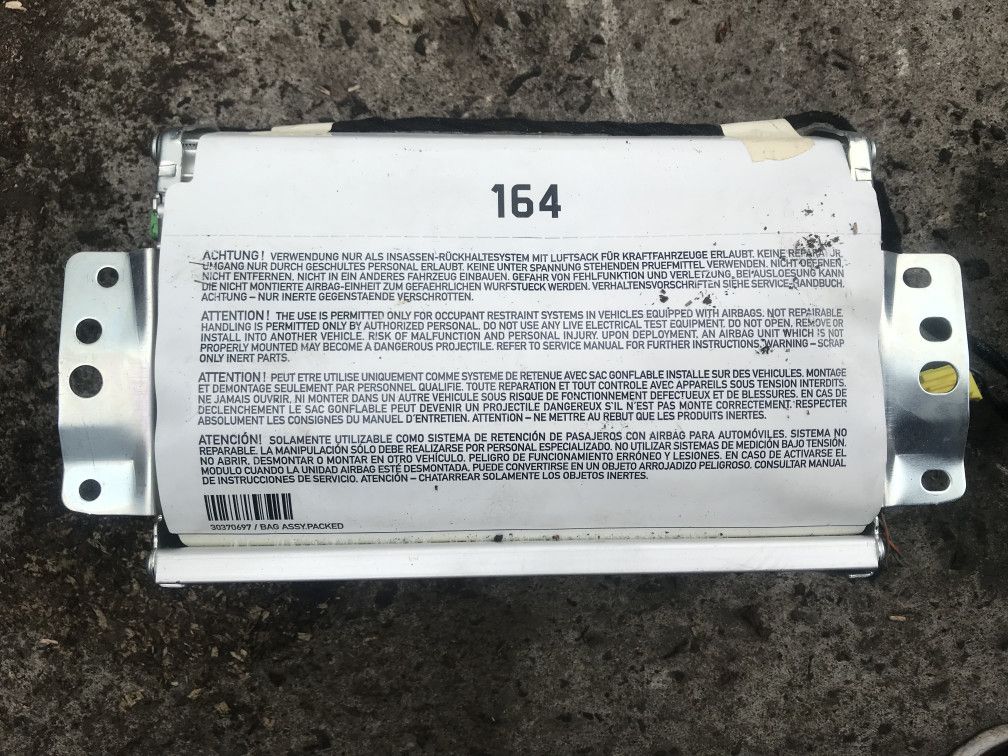 164
ACHTUNG! VERWENDUNG NUR ALS INSASSEN-RÜCKHALTESYSTEM MIT LUFTSACK FÜR KRAFTFAHRZEUGE ERLAUBT. KEINE
UMGANG NUR DURCH GESCHULTES PERSONAL ERLAUBT. KEINE UNTER SPANNUNG STEHENDEN PRUEFMITTEL VERWENDEN. NICHT OEFFNEN,
NICHT ENTFERNEN. NICHT IN EIN ANDERES FAHRZEUG EINBAUEN. GEFAHR VON FEHLFUNKTION UND VERLETZUNG. BEI AUSLOESUNG KANN
DIE NICHT MONTIERTE AIRBAG-EINHEIT ZUM GEFAEHRLICHEN WURFSTUECK WERDEN. VERHALTENSVORSCHRIFTEN SIEHE SERVICE-HANDBUCH.
ACHTUNG – NUR INERTE GEGENSTAENDE VERSCHROTTEN.
ATTENTION! THE USE IS PERMITTED ONLY FOR OCCUPANT RESTRAINT SYSTEMS IN VEHICLES EQUIPPED WITH AIRBAGS. NOT REPAIRABLE.
HANDLING IS PERMITTED ONLY BY AUTHORIZED PERSONAL. DO NOT USE ANY LIVE ELECTRICAL TEST EQUIPMENT. DO NOT OPEN, REMOVE OR
INSTALL INTO ANOTHER VEHICLE. RISK OF MALFUNCTION AND PERSONAL INJURY. UPON DEPLOYMENT, AN AIRBAG UNIT WHICH IS NOT
PROPERLY MOUNTED MAY BECOME A DANGEROUS PROJECTILE. REFER TO SERVICE MANUAL FOR FURTHER INSTRUCTIONS. WARNING – SCRAP
ONLY INERT PARTS.
ATTENTION! PEUT ETRE UTILISE UNIQUEMENT COMME SYSTEME DE RETENUE AVEC SAC GONFLABLE INSTALLE SUR DES VEHICULES. MONTAGE
ET DEMONTAGE SEULEMENT PAR PERSONNEL QUALIFIE. TOUTE REPARATION ET TOUT CONTROLE AVEC APPAREILS SOUS TENSION INTERDITS.
NE JAMAIS OUVRIR, NI MONTER DANS UN AUTRE VEHICULE SOUS RISQUE DE FONCTIONNEMENT DEFECTUEUX ET DE BLESSURES. EN CAS DE
DECLENCHEMENT LE SAC GONFLABLE PEUT DEVENIR UN PROJECTILE DANGEREUX S'IL N'EST PAS MONTE CORRECTEMENT. RESPECTER
ABSOLUMENT LES CONSIGNES DU MANUEL D'ENTRETIEN. ATTENTION – NE METTRE AU REBUT QUE LES PRODUITS INERTES.
ATENCIÓN! SOLAMENTE UTILIZABLE COMO SISTEMA DE RETENCIÓN DE PASAJEROS CON AIRBAG PARA AUTOMÓVILES. SISTEMA NO
REPARABLE. LA MANIPULACIÓN SÓLO DEBE REALIZARSE POR PERSONAL ESPECIALIZADO. NO UTILIZAR SISTEMAS DE MEDICIÓN BAJO TENSIÓN.
NO ABRIR, DESMONTAR O MONTAR EN OTRO VEHÍCULO. PELIGRO DE FUNCIONAMIENTO ERRÓNEO Y LESIONES. EN CASO DE ACTIVARSE EL
MODULO CUANDO LA UNIDAD AIRBAG ESTÉ DESMONTADA, PUEDE CONVERTIRSE EN UN OBJETO ARROJADIZO PELIGROSO. CONSULTAR MANUAL
DE INSTRUCCIONES DE SERVICIO. ATENCIÓN – CHATARREAR SOLAMENTE LOS OBJETOS INERTES.
30370697 / BAG ASSY.PACKED